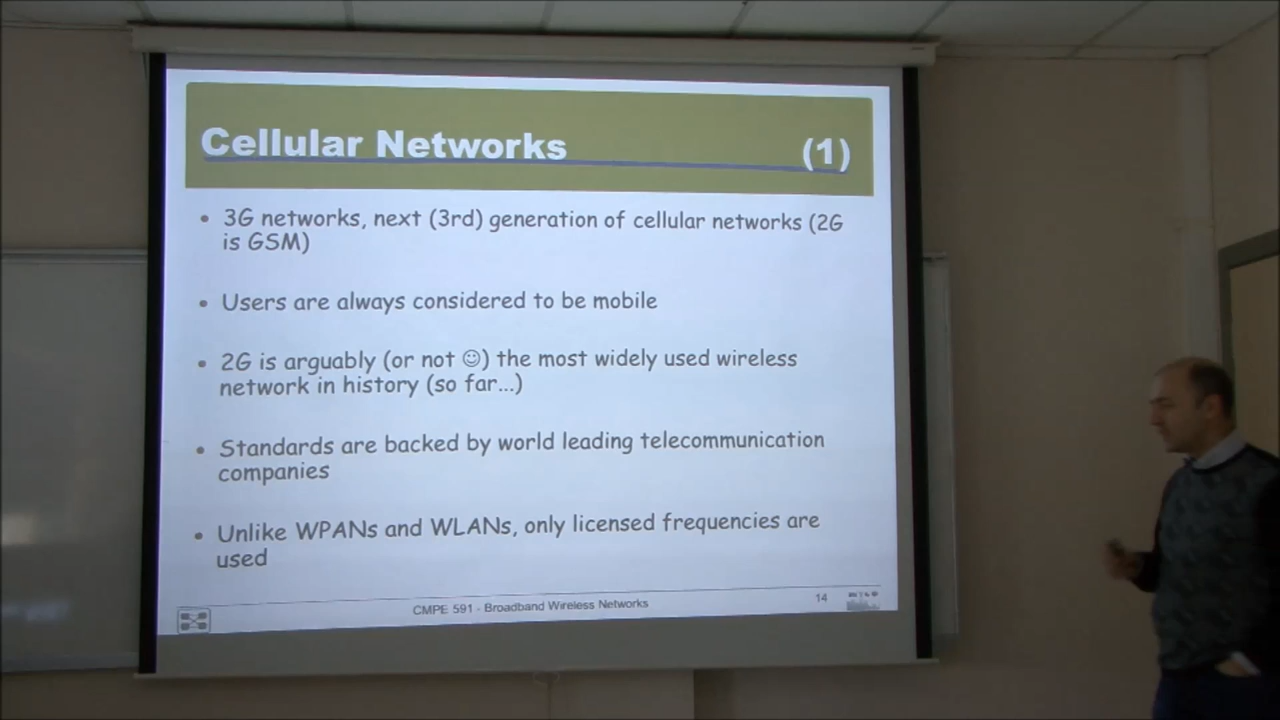 Cellular Networks (1)
• 3G networks, next (3rd) generation of cellular networks (2G
is GSM)
• Users are always considered to be mobile
• 2G is arguably (or not ☺) the most widely used wireless
network in history (so far...)
• Standards are backed by world leading telecommunication
companies
• Unlike WPANs and WLANs, only licensed frequencies are
used
CMPE 591 - Broadband Wireless Networks 14